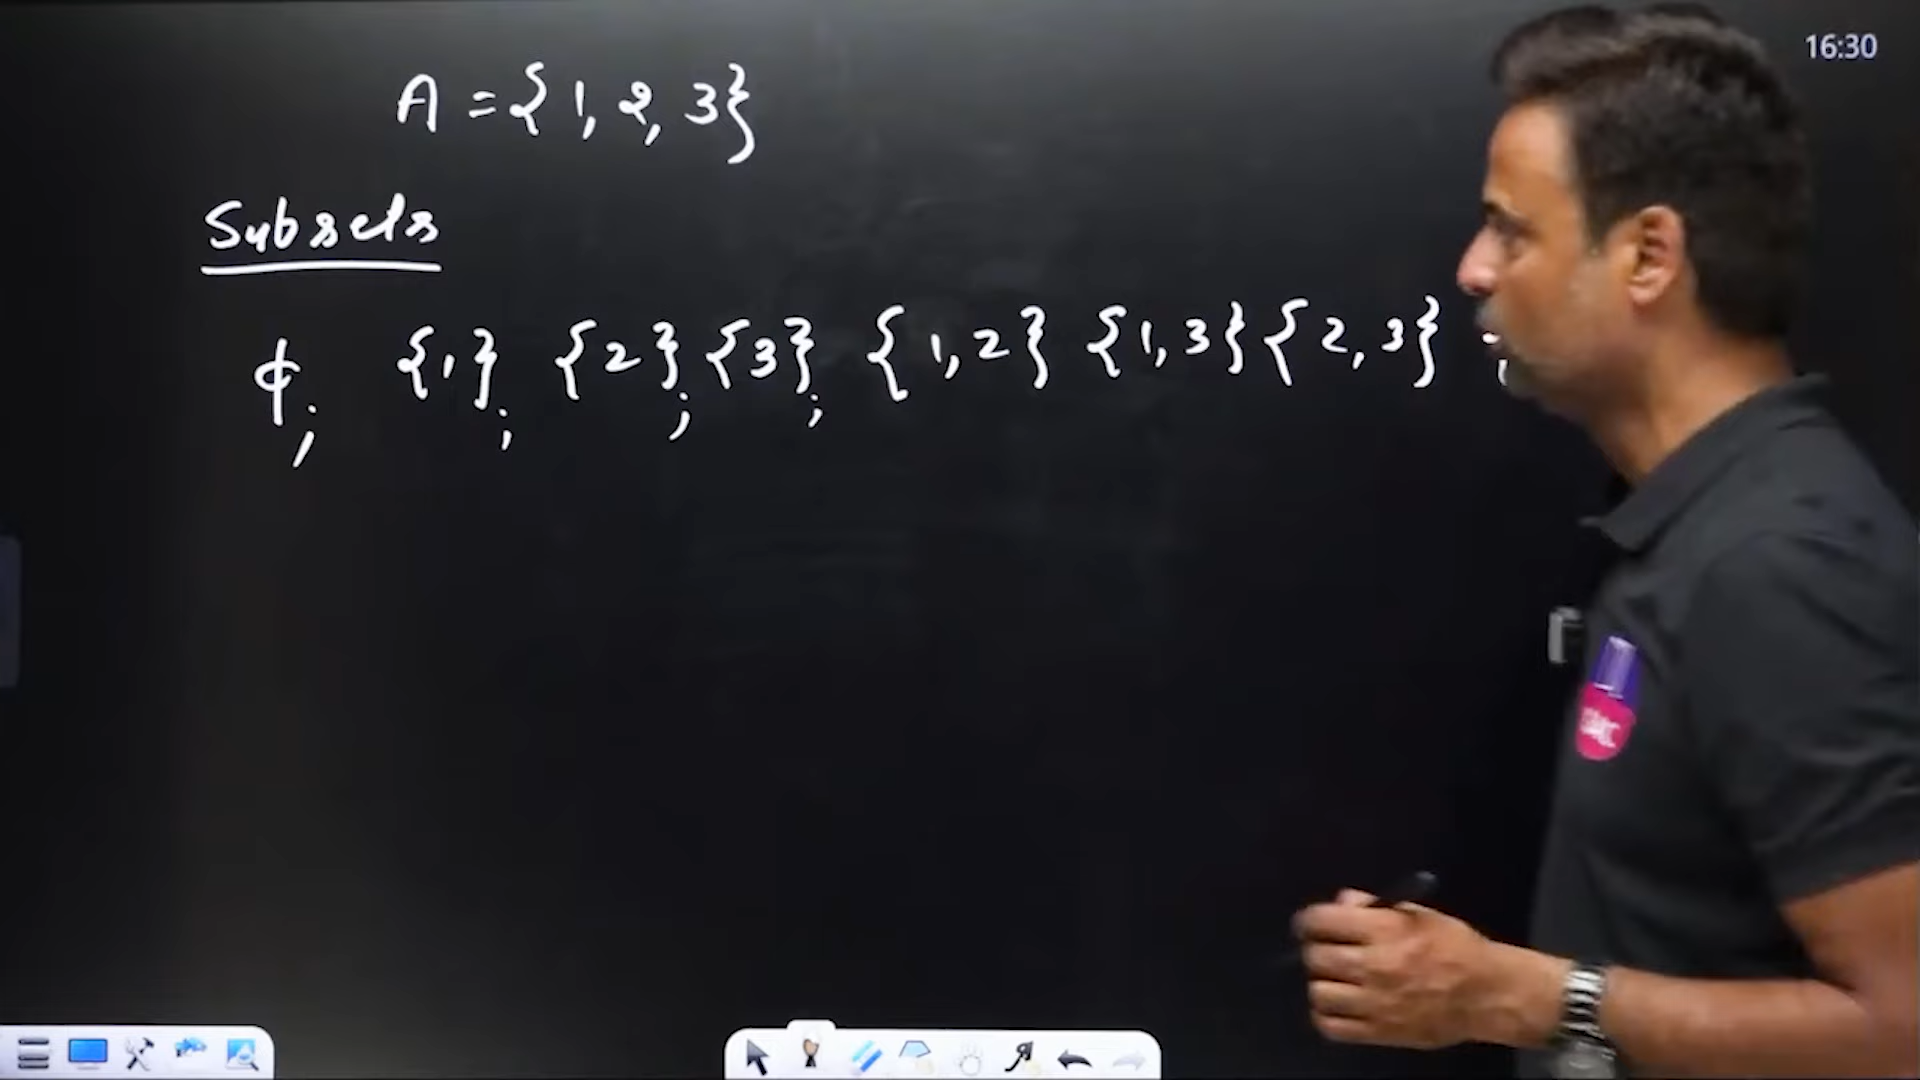 16:30
A = {1, 2, 3}
Subsets
ϕ; {1}; {2}; {3}; {1,2} {1,3} {2,3}